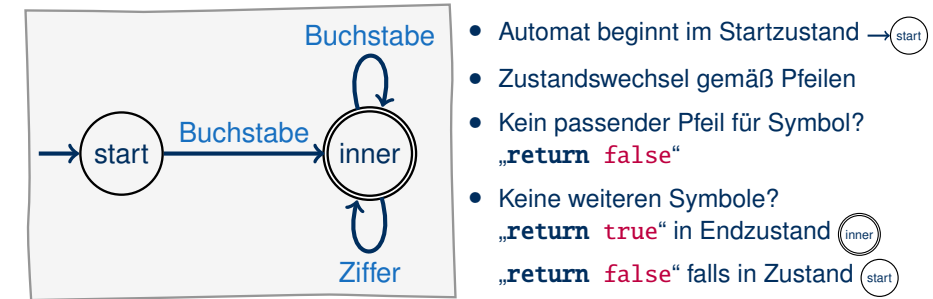 Buchstabe
start
Buchstabe
inner
Ziffer
• Automat beginnt im Startzustand → start
• Zustandswechsel gemäß Pfeilen
• Kein passender Pfeil für Symbol?
„return false“
• Keine weiteren Symbole?
„return true“ in Endzustand inner
„return false“ falls in Zustand start